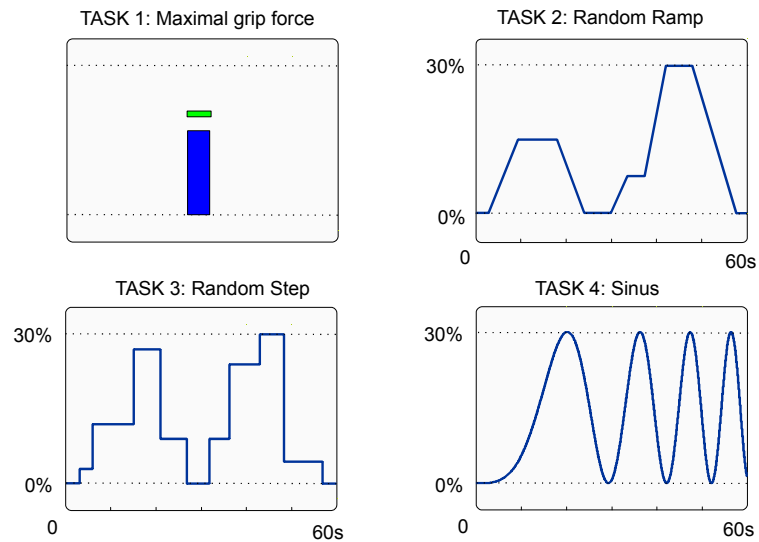 TASK 1: Maximal grip force
TASK 2: Random Ramp
30%
0%
0
60s
TASK 3: Random Step
30%
0%
0
60s
TASK 4: Sinus
30%
0%
0
60s